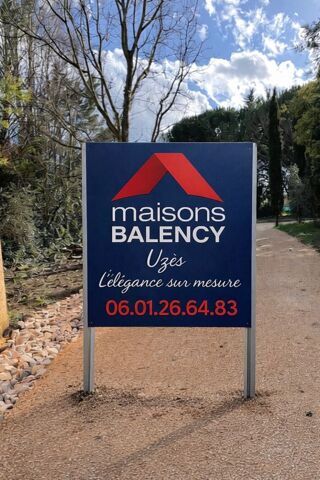 maisons
BALENCY
Uzès
L'élégance sur mesure
06.01.26.64.83